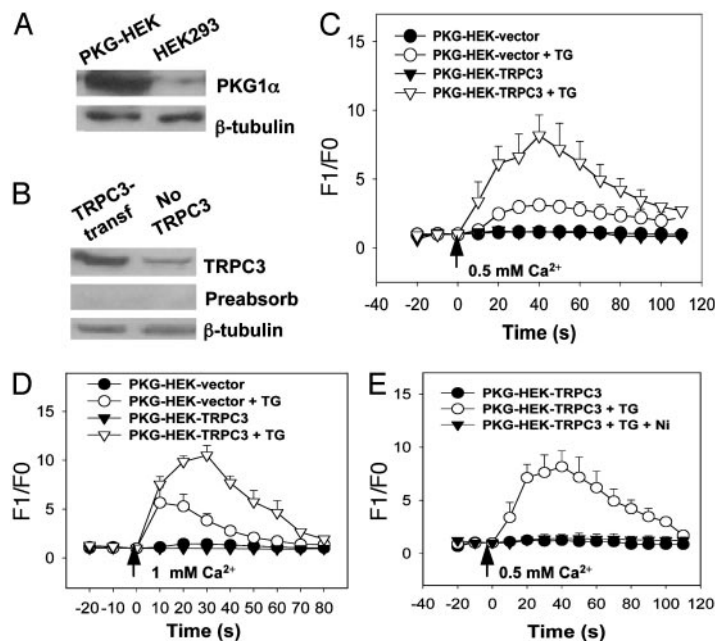 A
PKG-HEK
HEK293
PKG1α
β-tubulin
B
TRPC3-
transf
No
TRPC3
TRPC3
Preabsorb
β-tubulin
C
PKG-HEK-vector
PKG-HEK-vector + TG
PKG-HEK-TRPC3
PKG-HEK-TRPC3 + TG
F1/F0
15
10
5
0
0.5 mM Ca²⁺
-40 -20 0 20 40 60 80 100 120
Time (s)
D
PKG-HEK-vector
PKG-HEK-vector + TG
PKG-HEK-TRPC3
PKG-HEK-TRPC3 + TG
F1/F0
15
10
5
0
1 mM Ca²⁺
-20 -10 0 10 20 30 40 50 60 70 80
Time (s)
E
PKG-HEK-TRPC3
PKG-HEK-TRPC3 + TG
PKG-HEK-TRPC3 + TG + Ni
F1/F0
15
10
5
0
0.5 mM Ca²⁺
-40 -20 0 20 40 60 80 100 120
Time (s)